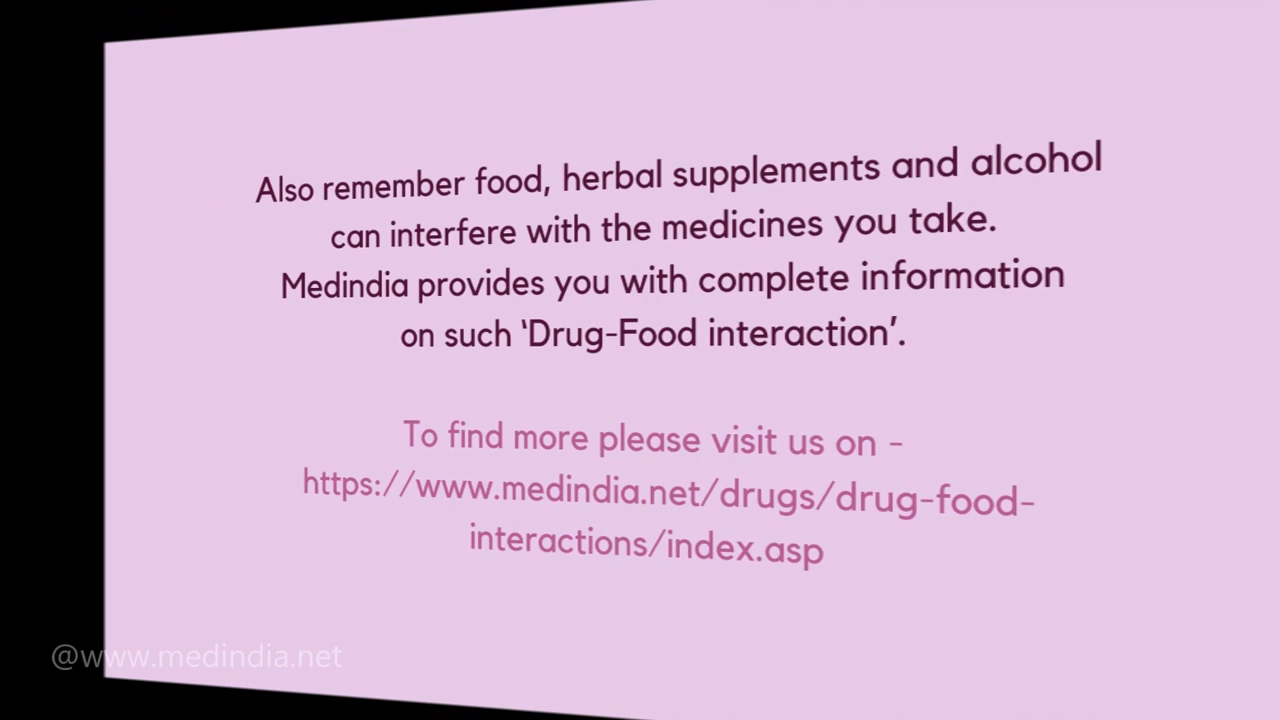 Also remember food, herbal supplements and alcohol
can interfere with the medicines you take.
Medindia provides you with complete information
on such ‘Drug-Food interaction’.
To find more please visit us on -
https://www.medindia.net/drugs/drug-food-
interactions/index.asp
@www.medindia.net